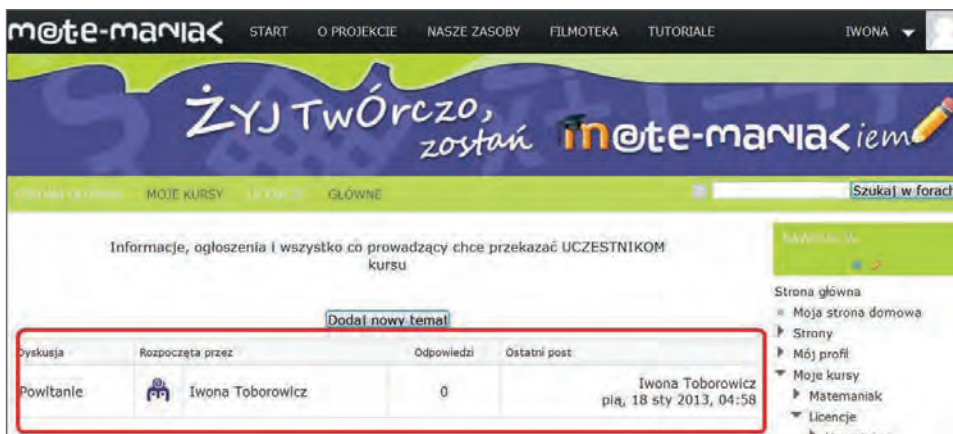 m@te-maniak START O PROJEKCIE NASZE ZASOBY FILMOTEKA TUTORIALE IWONA
ŻYJ TWÓrczo,
zostań m@te-maniakiem
MOJE KURSY GŁÓWNE Szukaj w forach
Informacje, ogłoszenia i wszystko co prowadzący chce przekazać UCZESTNIKOM
kursu
Dodaj nowy temat
Dyskusja Rozpoczęta przez Odpowiedzi Ostatni post
Powitanie Iwona Toborowicz 0 Iwona Toborowicz
pią, 18 sty 2013, 04:58
Strona główna
Moja strona domowa
Strony
Mój profil
Moje kursy
Matemaniak
Licencje